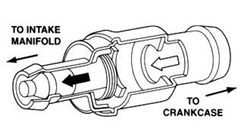 TO INTAKE
MANIFOLD
TO
CRANKCASE